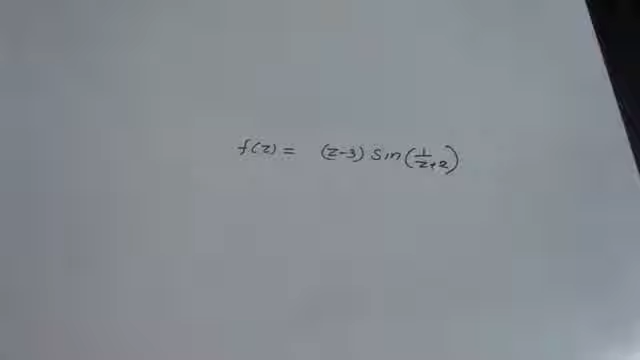 f(z) = (z-3) sin(1/z+2)